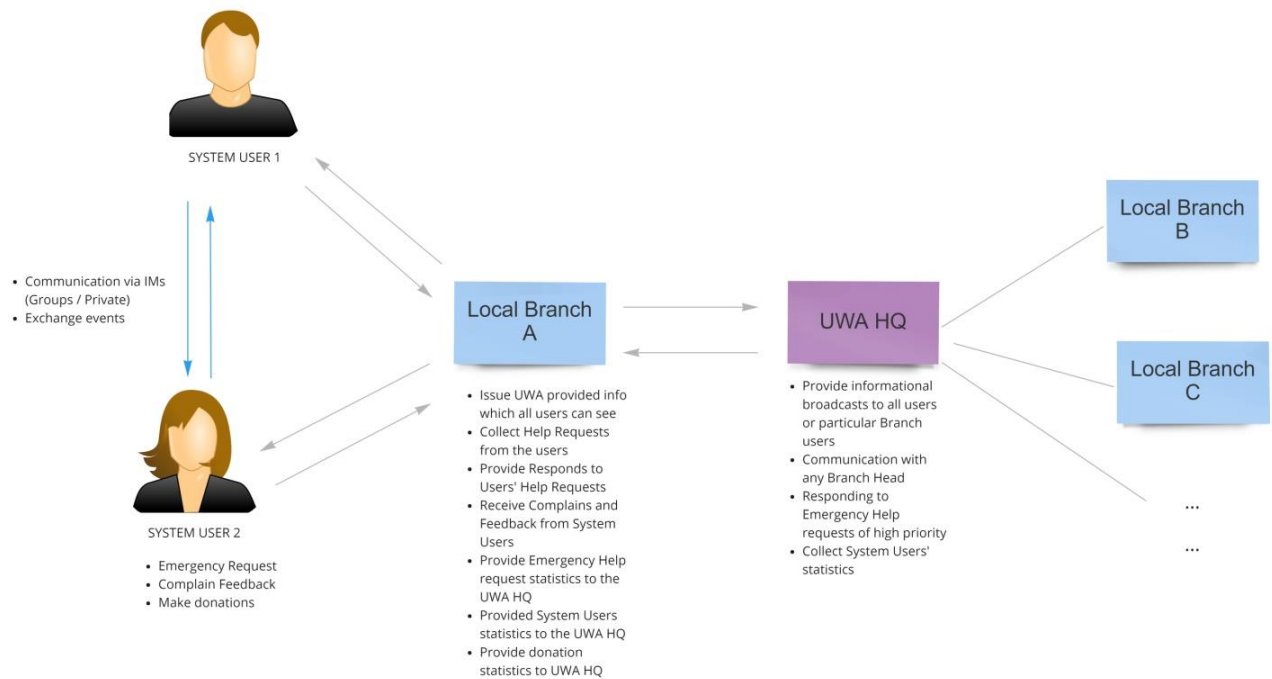 SYSTEM USER 1
• Communication via IMs
(Groups / Private)
• Exchange events
SYSTEM USER 2
• Emergency Request
• Complain Feedback
• Make donations
Local Branch
A
• Issue UWA provided info
which all users can see
• Collect Help Requests
from the users
• Provide Responds to
Users' Help Requests
• Receive Complains and
Feedback from System
Users
• Provide Emergency Help
request statistics to the
UWA HQ
• Provided System Users
statistics to the UWA HQ
• Provide donation
statistics to UWA HQ
UWA HQ
• Provide informational
broadcasts to all users
or particular Branch
users
• Communication with
any Branch Head
• Responding to
Emergency Help
requests of high priority
• Collect System Users'
statistics
Local Branch
B
Local Branch
C
...
...